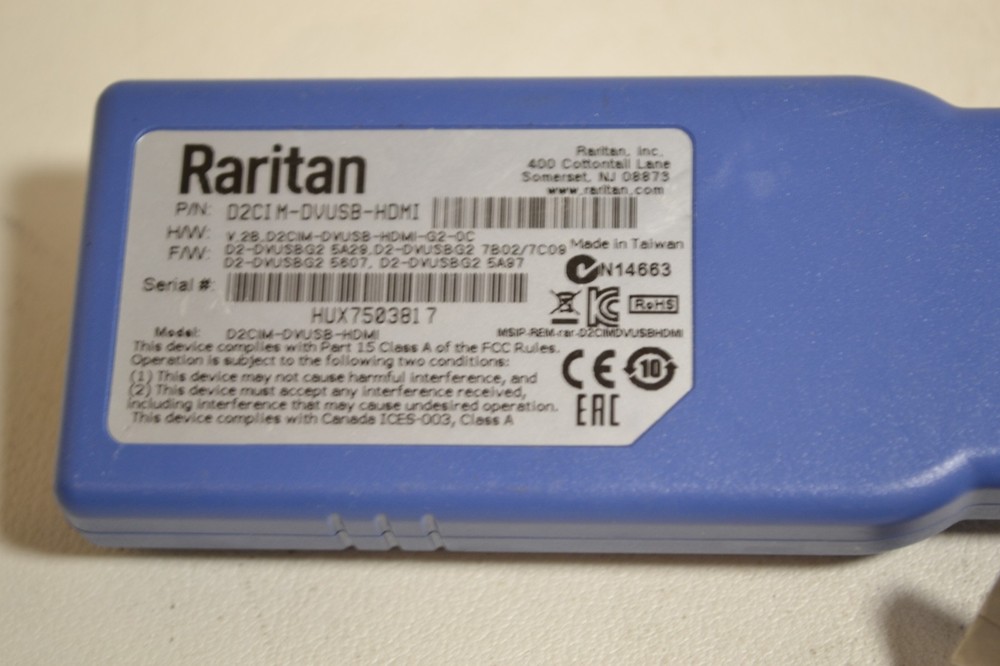 Raritan
Raritan, Inc.
400 Cottontail Lane
Somerset, NJ 08873
www.raritan.com
P/N: D2CIM-DVUSB-HDMI
H/W: V.2B,D2CIM-DVUSB-HDMI-G2-0C
F/W: D2-DVUSBG2 5A29,D2-DVUSBG2 7B02/7C09
D2-DVUSBG2 5607, D2-DVUSBG2 5A97
Made in Taiwan
N14663
Serial #:
HUX7503817
RoHS
Model: D2CIM-DVUSB-HDMI
MSIP-REM-rar-D2CIMDVUSBHDMI
This device complies with Part 15 Class A of the FCC Rules.
Operation is subject to the following two conditions:
(1) This device may not cause harmful interference, and
(2) This device must accept any interference received,
including interference that may cause undesired operation.
This device complies with Canada ICES-003, Class A
CE
10
EAC